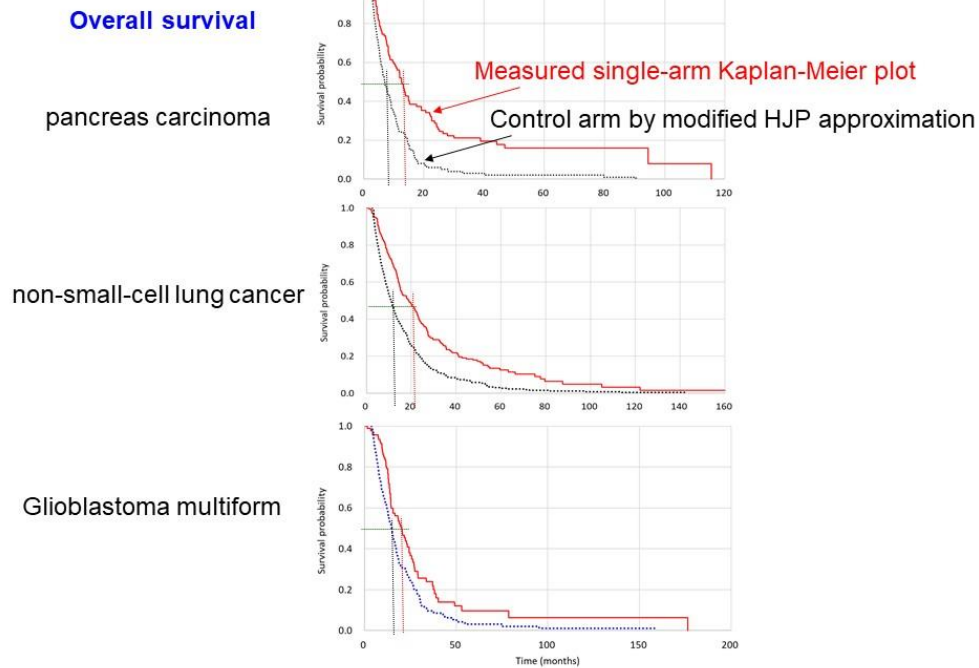 Overall survival
pancreas carcinoma
Survival probability
0.8
0.6
0.4
0.2
0.0
0 20 40 60 80 100 120
Measured single-arm Kaplan-Meier plot
Control arm by modified HJP approximation
non-small-cell lung cancer
Survival probability
1.0
0.8
0.6
0.4
0.2
0.0
0 20 40 60 80 100 120 140 160
Glioblastoma multiform
Survival probability
1.0
0.8
0.6
0.4
0.2
0.0
0 50 100 150 200
Time (months)